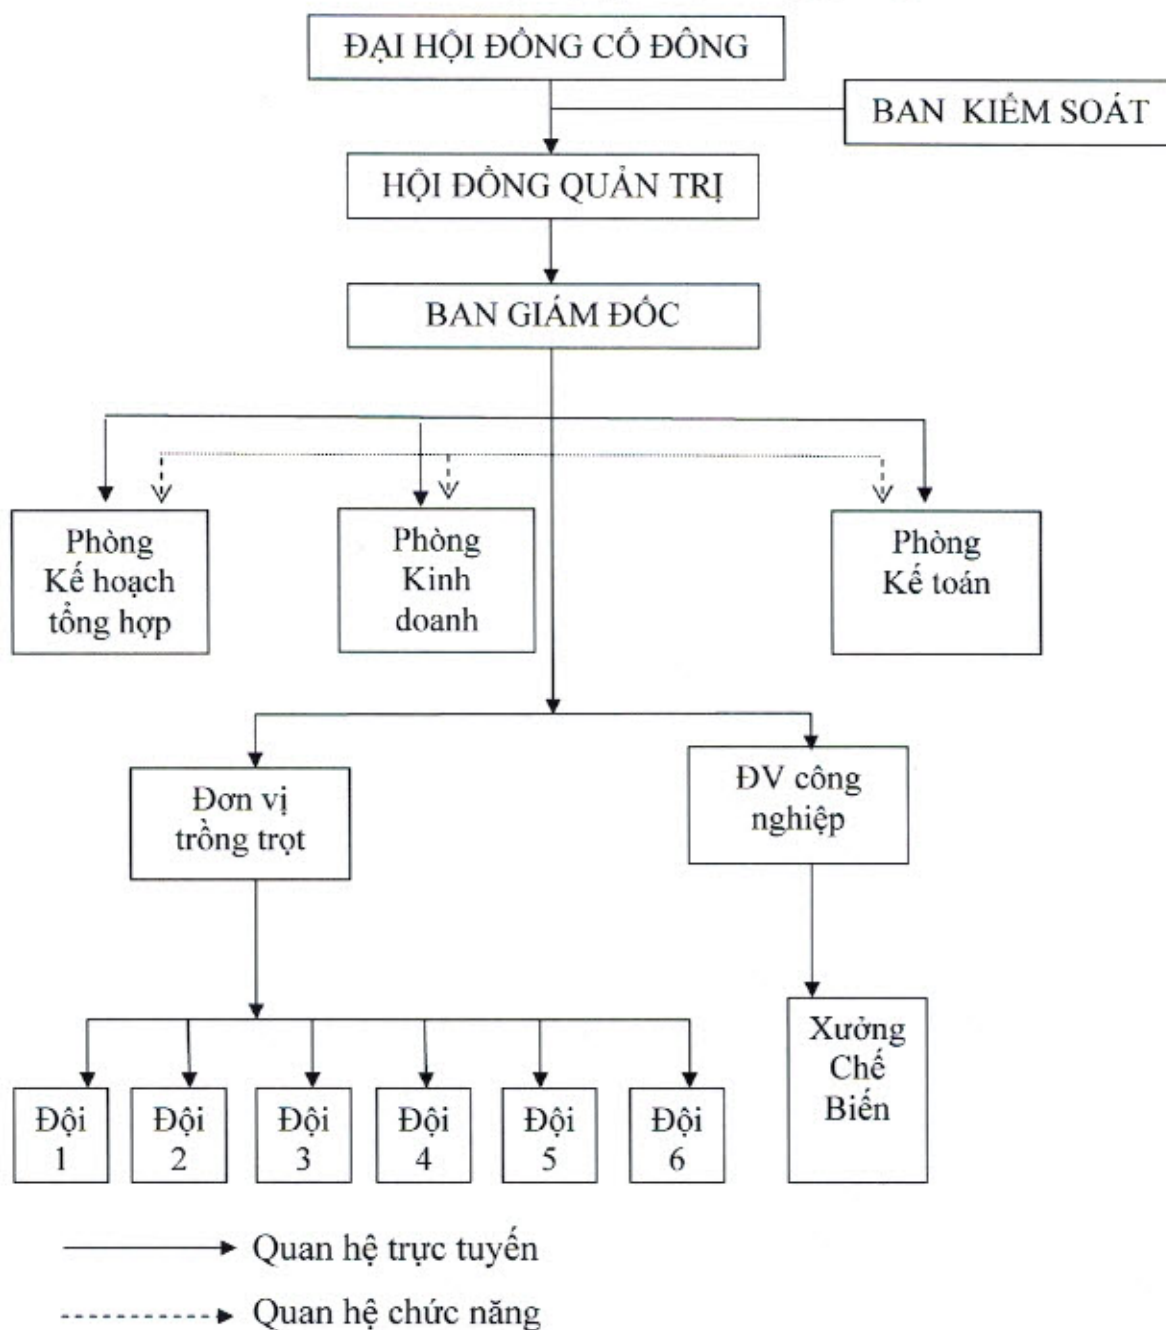 ĐẠI HỘI ĐỒNG CỔ ĐÔNG
BAN KIỂM SOÁT
HỘI ĐỒNG QUẢN TRỊ
BAN GIÁM ĐỐC
Phòng
Kế hoạch
tổng hợp
Phòng
Kinh
doanh
Phòng
Kế toán
Đơn vị
trồng trọt
ĐV công
nghiệp
Đội
1
Đội
2
Đội
3
Đội
4
Đội
5
Đội
6
Xưởng
Chế
Biến
Quan hệ trực tuyến
Quan hệ chức năng